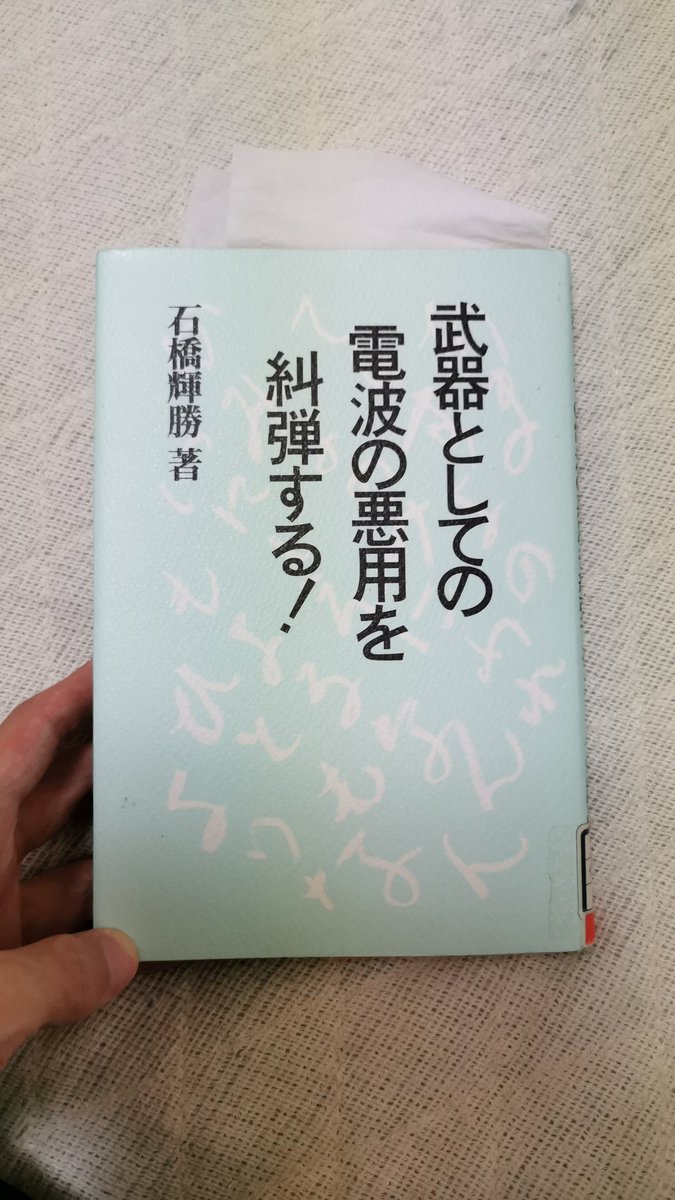 武器としての
電波の悪用を
糾弾する!
石橋輝勝 著